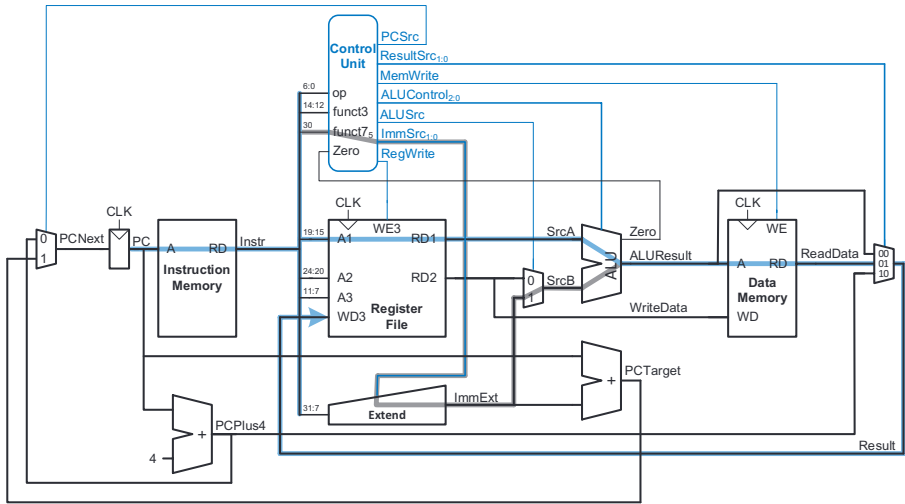 PCSrc
Control
Unit
ResultSrc1:0
MemWrite
6:0
op
ALUControl2:0
14:12
funct3
ALUSrc
30
funct75
ImmSrc1:0
Zero
RegWrite
CLK
CLK
CLK
WE3
WE
0
1
PCNext
PC
A
RD
Instr
19:15
A1
RD1
SrcA
Zero
Instruction
Memory
24:20
A2
RD2
0
1
SrcB
ALU
ALUResult
A
RD
ReadData
00
01
10
11:7
A3
Register
File
Data
Memory
WD3
WriteData
WD
+
PCTarget
31:7
Extend
ImmExt
+
PCPlus4
4
Result